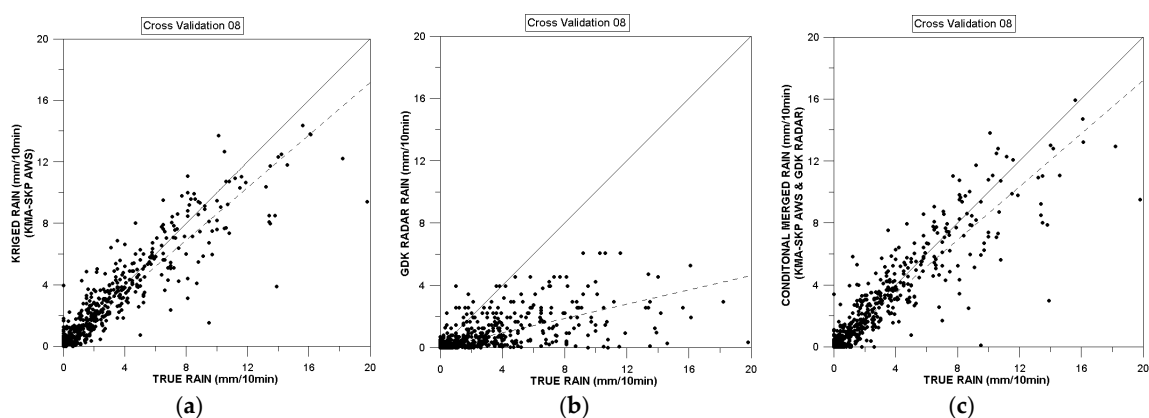 Cross Validation 08
20
16
12
8
4
0
KRIGED RAIN (mm/10min)
(KMA-SKP AWS)
0 4 8 12 16 20
TRUE RAIN (mm/10min)
(a)
Cross Validation 08
20
16
12
8
4
0
GDK RADAR RAIN (mm/10min)
0 4 8 12 16 20
TRUE RAIN (mm/10min)
(b)
Cross Validation 08
20
16
12
8
4
0
CONDITONAL MERGED RAIN (mm/10min)
(KMA-SKP AWS & GDK RADAR)
0 4 8 12 16 20
TRUE RAIN (mm/10min)
(c)